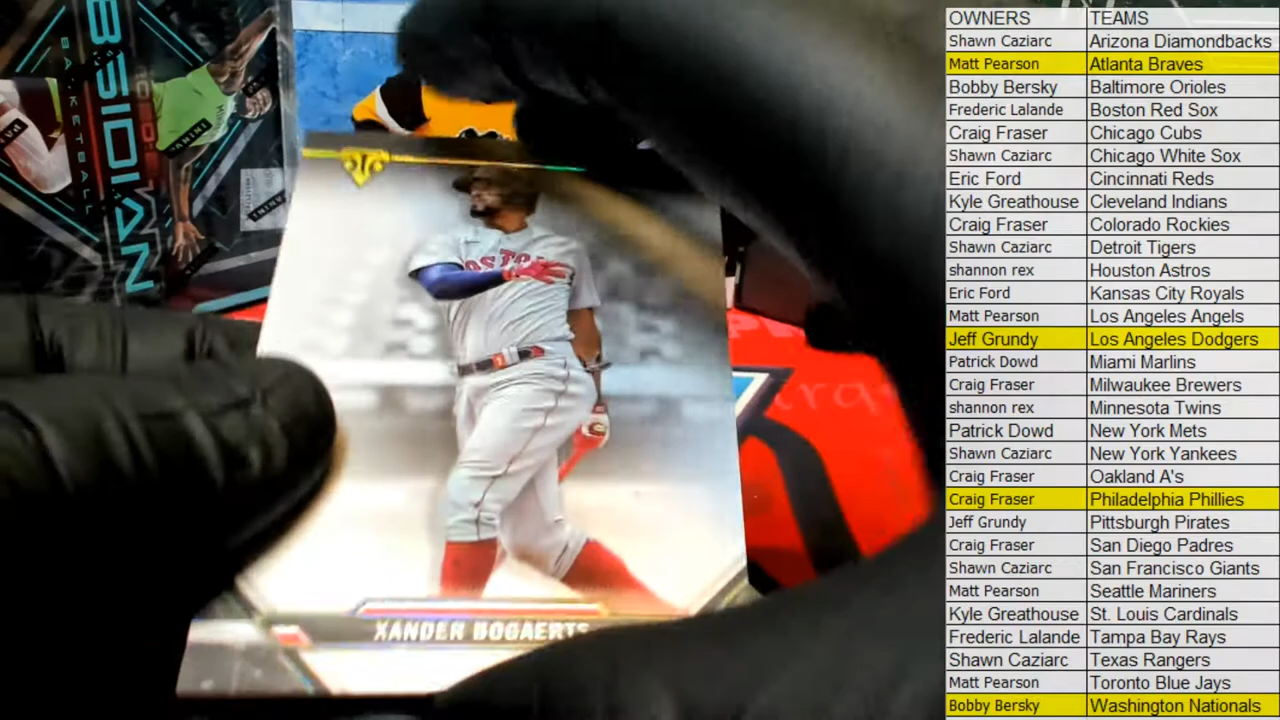 OBSIDIAN
BASKETBALL
PANINI
BOSTON
XANDER BOGAERTS
OWNERS TEAMS
Shawn Caziarc Arizona Diamondbacks
Matt Pearson Atlanta Braves
Bobby Bersky Baltimore Orioles
Frederic Lalande Boston Red Sox
Craig Fraser Chicago Cubs
Shawn Caziarc Chicago White Sox
Eric Ford Cincinnati Reds
Kyle Greathouse Cleveland Indians
Craig Fraser Colorado Rockies
Shawn Caziarc Detroit Tigers
shannon rex Houston Astros
Eric Ford Kansas City Royals
Matt Pearson Los Angeles Angels
Jeff Grundy Los Angeles Dodgers
Patrick Dowd Miami Marlins
Craig Fraser Milwaukee Brewers
shannon rex Minnesota Twins
Patrick Dowd New York Mets
Shawn Caziarc New York Yankees
Craig Fraser Oakland A's
Craig Fraser Philadelphia Phillies
Jeff Grundy Pittsburgh Pirates
Craig Fraser San Diego Padres
Shawn Caziarc San Francisco Giants
Matt Pearson Seattle Mariners
Kyle Greathouse St. Louis Cardinals
Frederic Lalande Tampa Bay Rays
Shawn Caziarc Texas Rangers
Matt Pearson Toronto Blue Jays
Bobby Bersky Washington Nationals